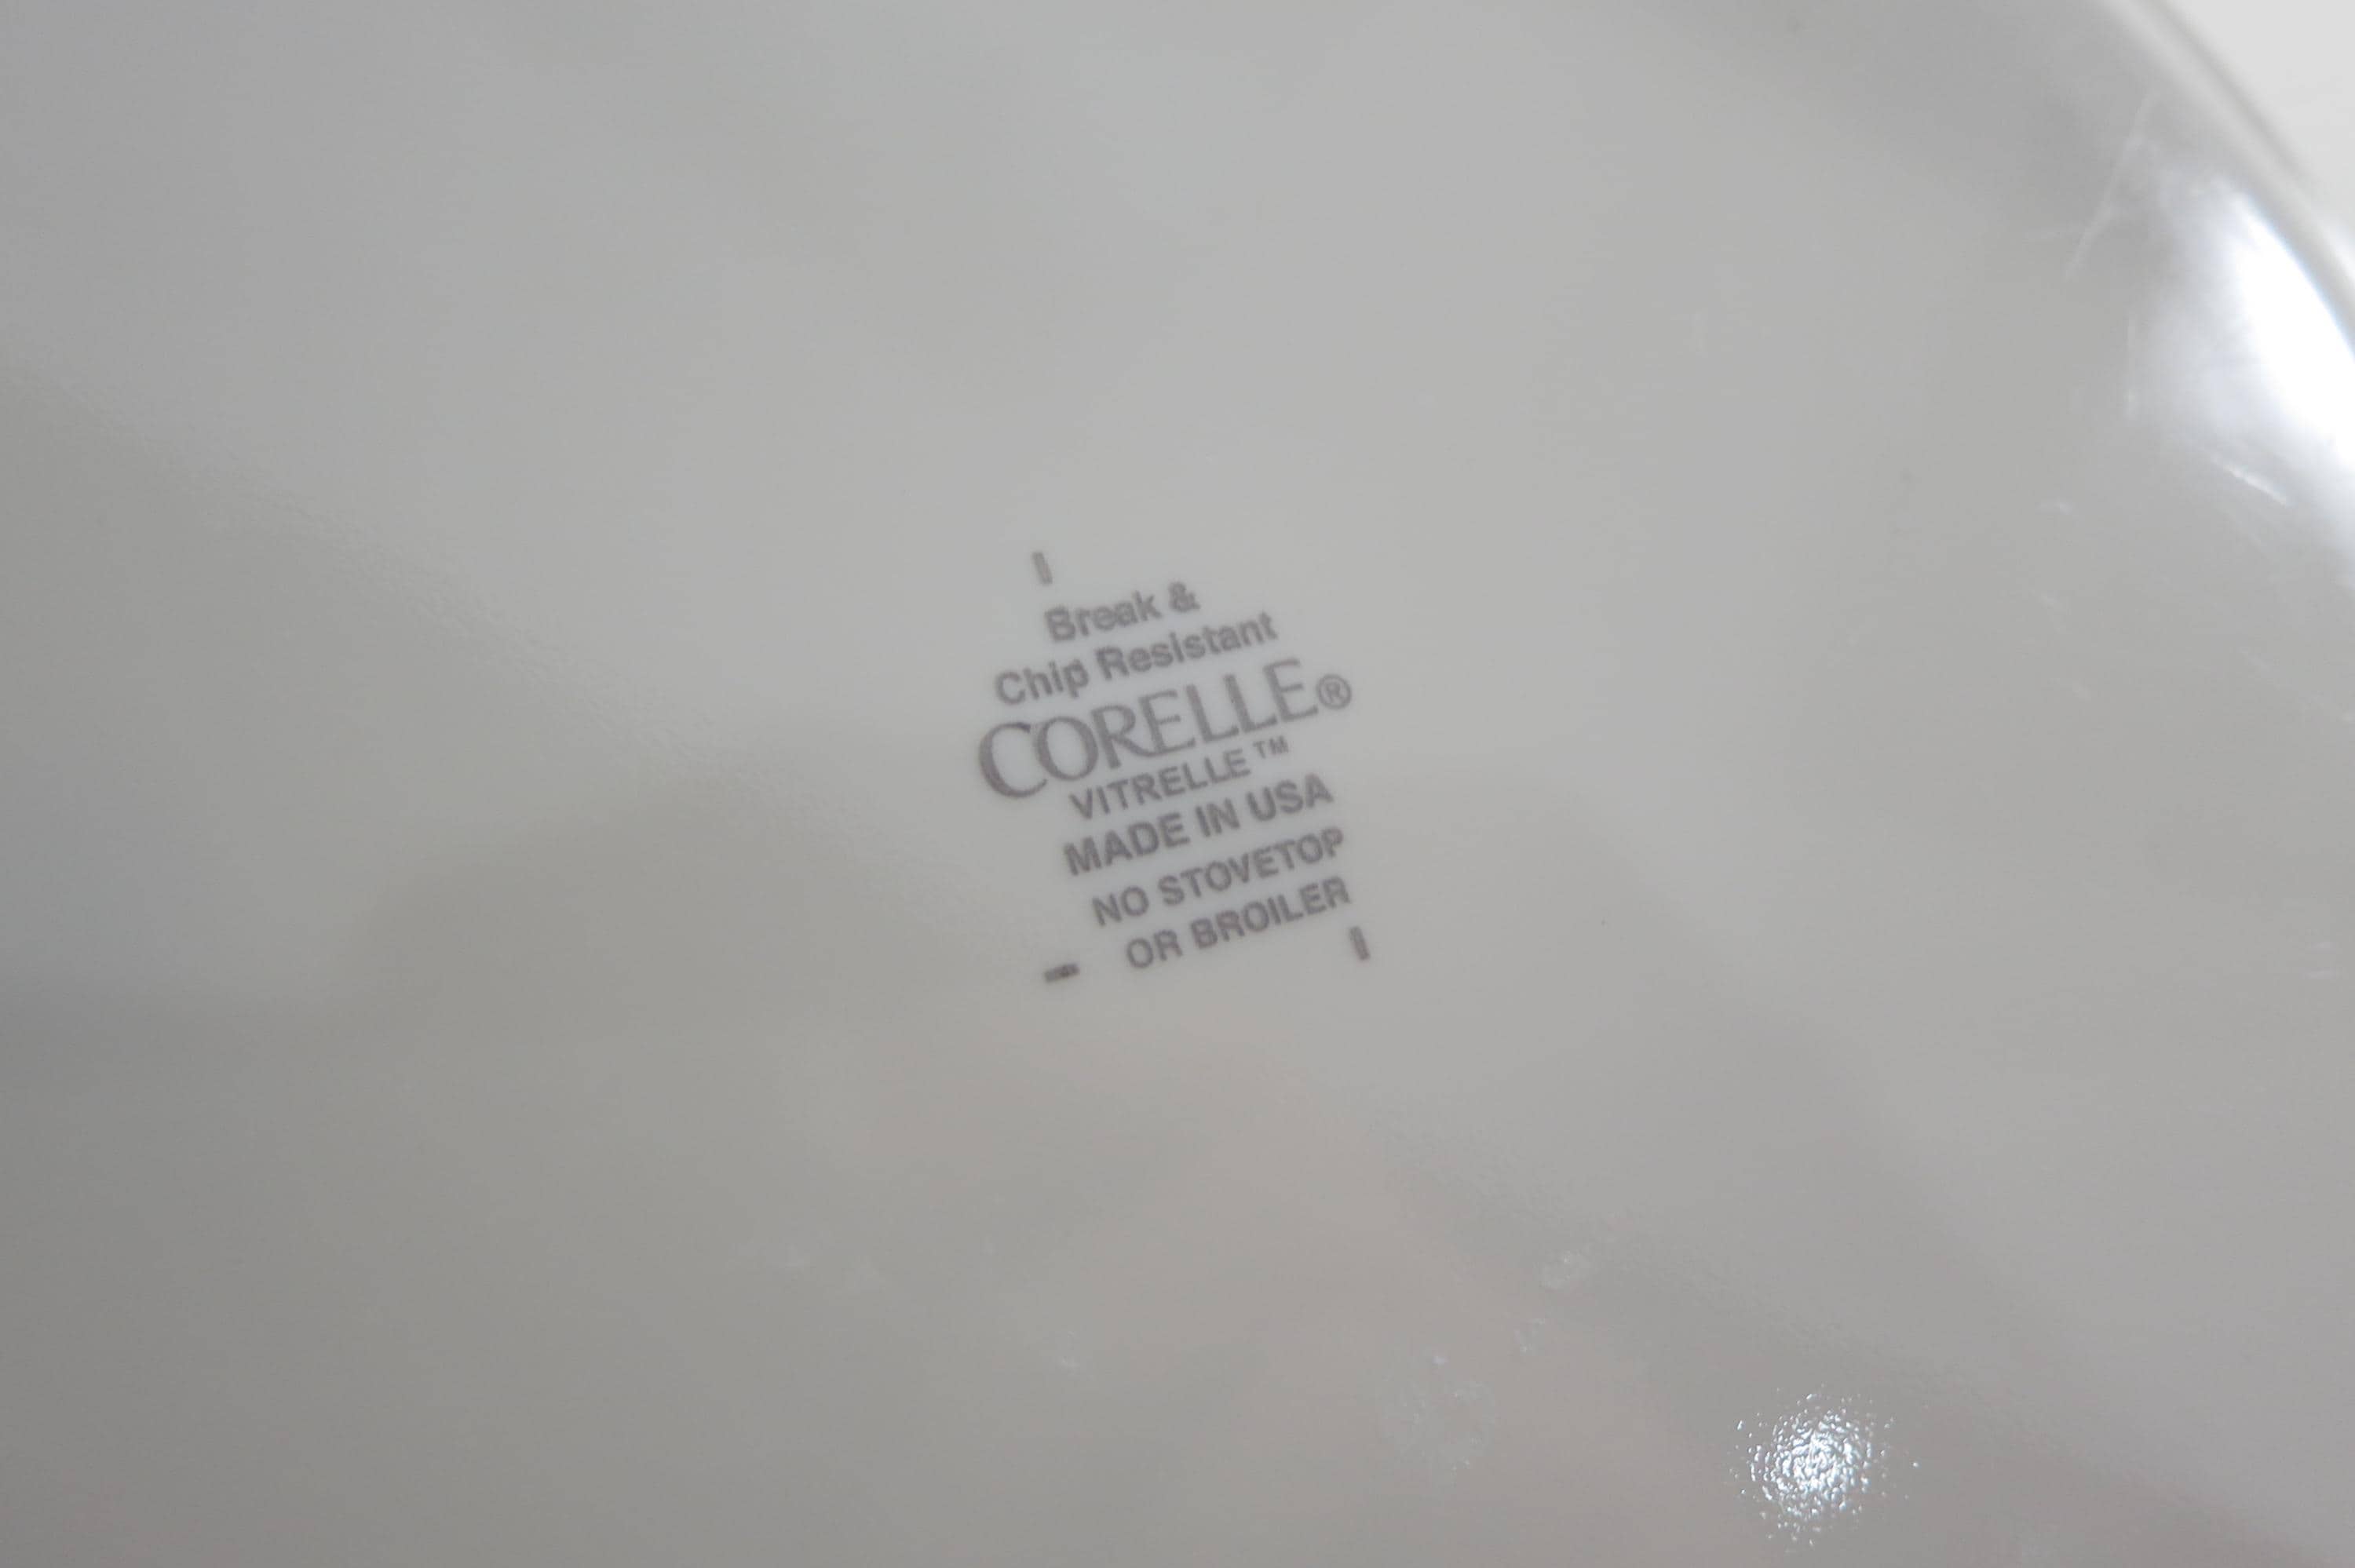 Break &
Chip Resistant
CORELLE®
VITRELLE™
MADE IN USA
NO STOVETOP
OR BROILER